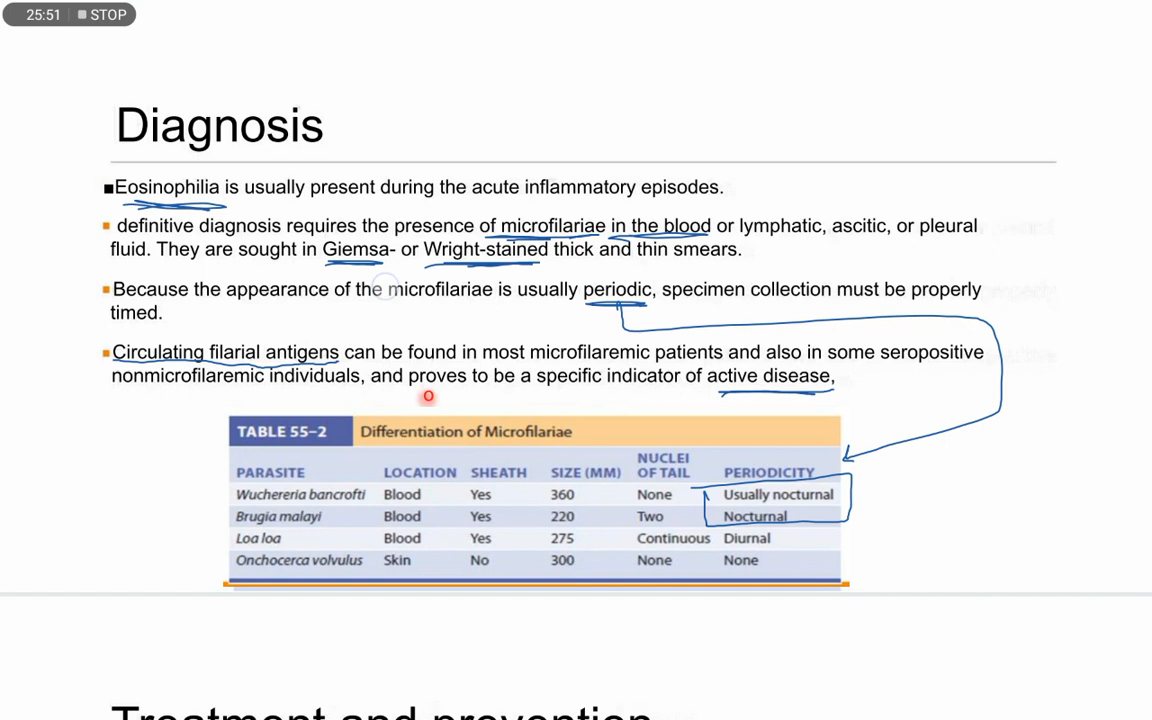 25:51 STOP
Diagnosis
Eosinophilia is usually present during the acute inflammatory episodes.
definitive diagnosis requires the presence of microfilariae in the blood or lymphatic, ascitic, or pleural
fluid. They are sought in Giemsa- or Wright-stained thick and thin smears.
Because the appearance of the microfilariae is usually periodic, specimen collection must be properly
timed.
Circulating filarial antigens can be found in most microfilaremic patients and also in some seropositive
nonmicrofilaremic individuals, and proves to be a specific indicator of active disease,
TABLE 55–2 Differentiation of Microfilariae
PARASITE LOCATION SHEATH SIZE (MM) NUCLEI OF TAIL PERIODICITY
Wuchereria bancrofti Blood Yes 360 None Usually nocturnal
Brugia malayi Blood Yes 220 Two Nocturnal
Loa loa Blood Yes 275 Continuous Diurnal
Onchocerca volvulus Skin No 300 None None
Treatment and prevention